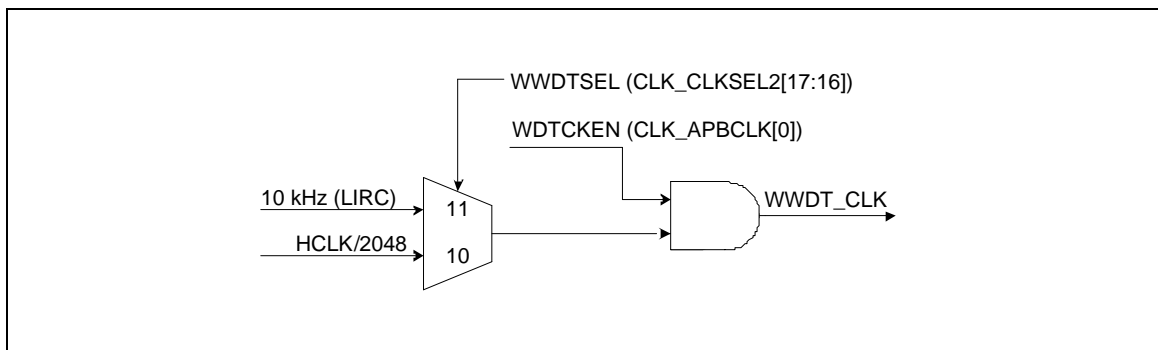 WWDTSEL (CLK_CLKSEL2[17:16])
WDTCKEN (CLK_APBCLK[0])
10 kHz (LIRC)
11
WWDT_CLK
HCLK/2048
10